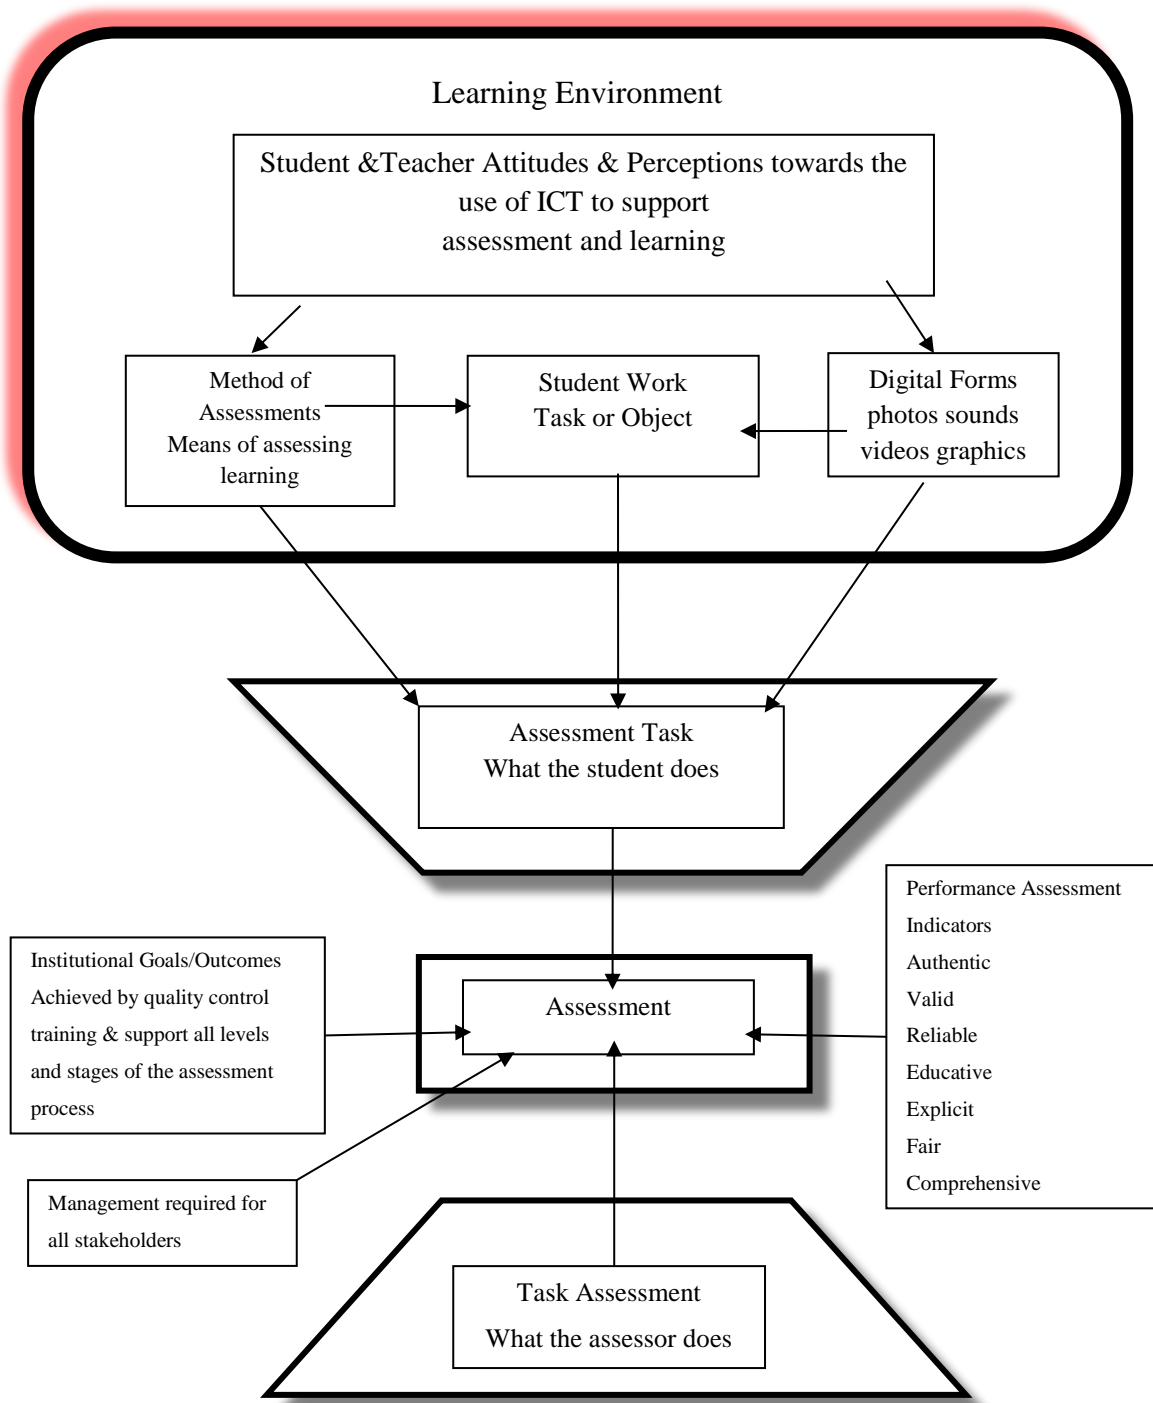 Learning Environment
Student &Teacher Attitudes & Perceptions towards the
use of ICT to support
assessment and learning
Method of
Assessments
Means of assessing
learning
Student Work
Task or Object
Digital Forms
photos sounds
videos graphics
Assessment Task
What the student does
Institutional Goals/Outcomes
Achieved by quality control
training & support all levels
and stages of the assessment
process
Assessment
Performance Assessment
Indicators
Authentic
Valid
Reliable
Educative
Explicit
Fair
Comprehensive
Management required for
all stakeholders
Task Assessment
What the assessor does